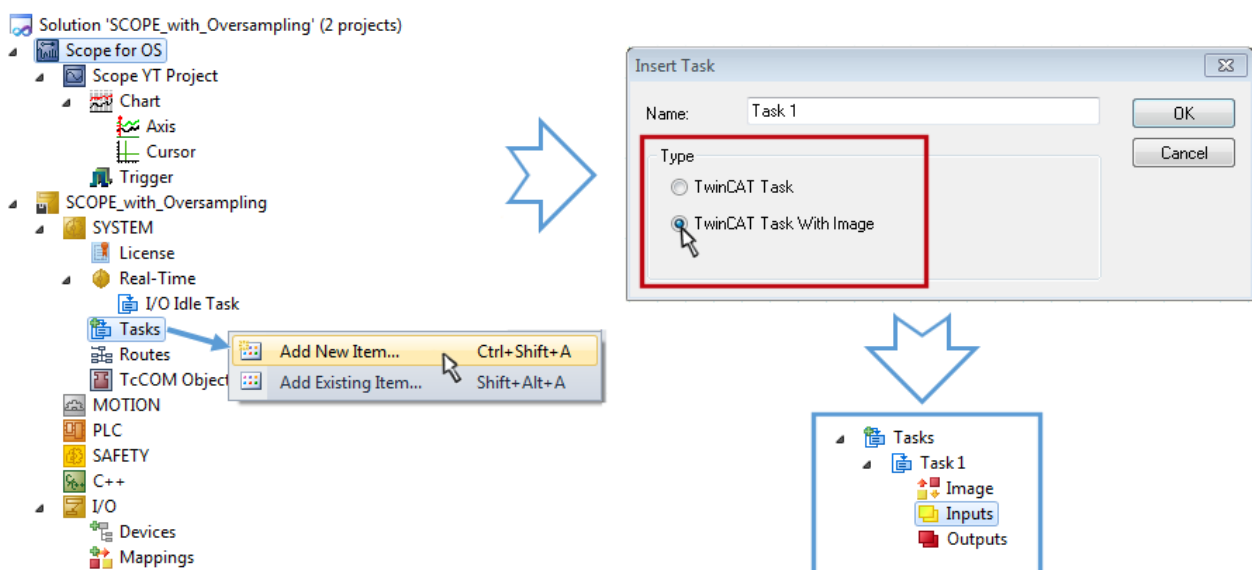 Solution 'SCOPE_with_Oversampling' (2 projects)
Scope for OS
Scope YT Project
Chart
Axis
Cursor
Trigger
SCOPE_with_Oversampling
SYSTEM
License
Real-Time
I/O Idle Task
Tasks
Routes
TcCOM Object
MOTION
PLC
SAFETY
C++
I/O
Devices
Mappings
Add New Item... Ctrl+Shift+A
Add Existing Item... Shift+Alt+A
Insert Task
Name: Task 1
OK
Cancel
Type
TwinCAT Task
TwinCAT Task With Image
Tasks
Task 1
Image
Inputs
Outputs